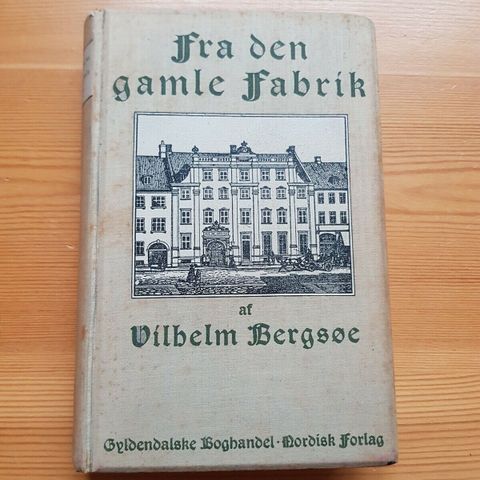 Fra den
gamle Fabrik
af
Vilhelm Bergsøe
Gyldendalske Boghandel · Nordisk Forlag